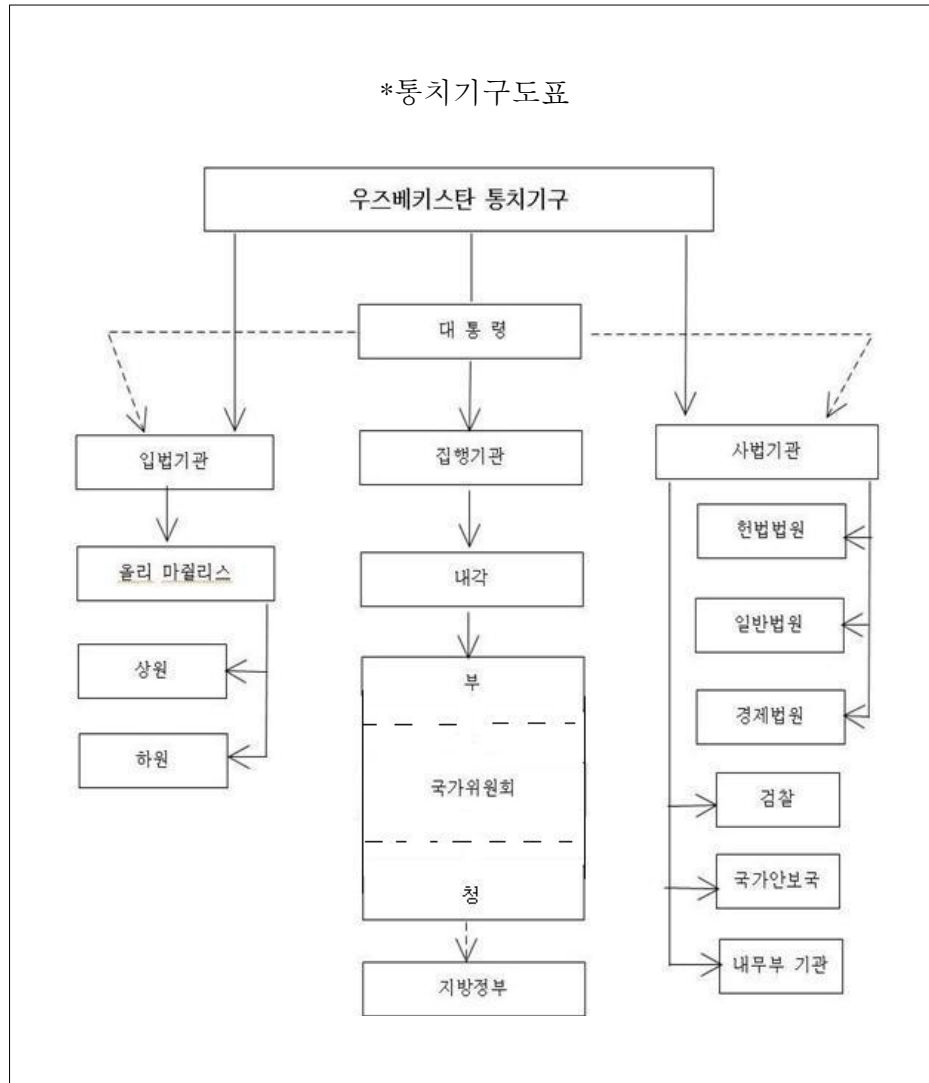 *통치기구도표
우즈베키스탄 통치기구
대 통 령
입법기관
집행기관
사법기관
올리 마쥘리스
내각
헌법법원
일반법원
상원
부
경제법원
하원
국가위원회
검찰
국가안보국
청
내무부 기관
지방정부